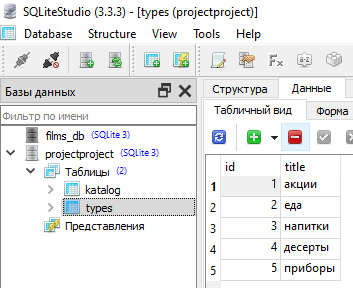 SQLiteStudio (3.3.3) - [types (projectproject)]
Database Structure View Tools Help
Базы данных
Фильтр по имени
films_db (SQLite 3)
projectproject (SQLite 3)
Таблицы (2)
katalog
types
Представления
Структура Данные
Табличный вид Форма
id title
1 1 акции
2 2 еда
3 3 напитки
4 4 десерты
5 5 приборы